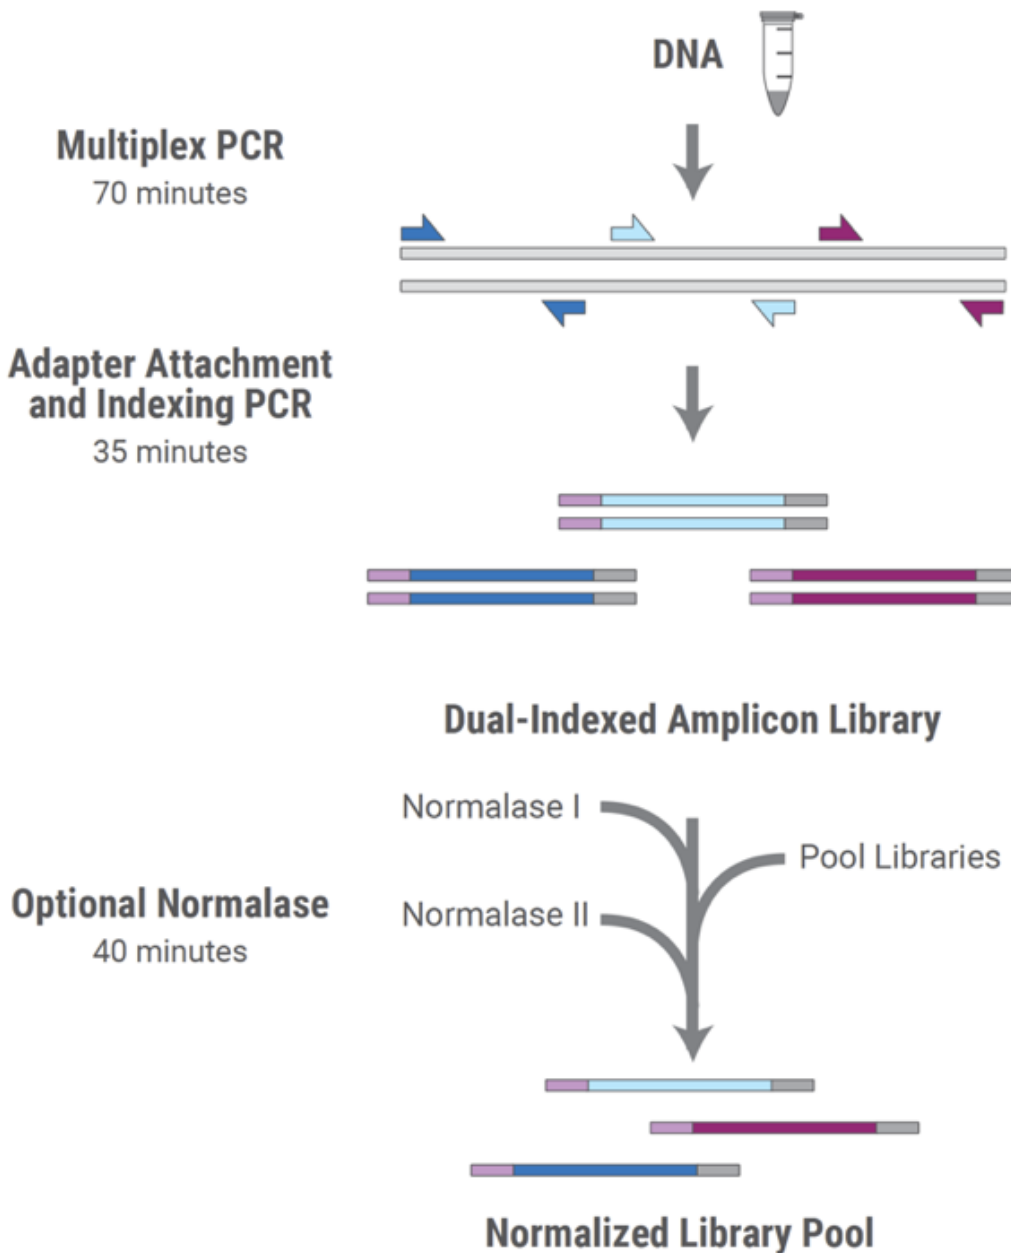 DNA
Multiplex PCR
70 minutes
Adapter Attachment
and Indexing PCR
35 minutes
Dual-Indexed Amplicon Library
Normalase I
Pool Libraries
Optional Normalase
Normalase II
40 minutes
Normalized Library Pool